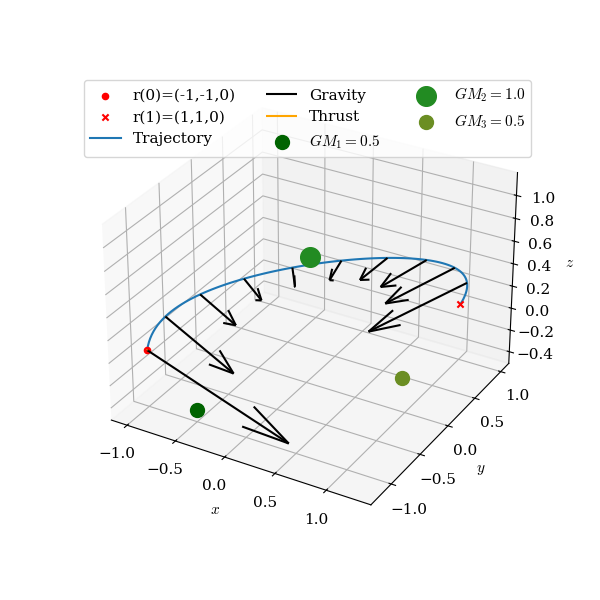 r(0)=(-1,-1,0)
r(1)=(1,1,0)
Trajectory
Gravity
Thrust
GM₁ = 0.5
GM₂ = 1.0
GM₃ = 0.5
1.0
0.8
0.6
0.4
0.2
0.0
−0.2
−0.4
z
1.0
0.5
0.0
−0.5
−1.0
y
−1.0
−0.5
0.0
0.5
1.0
x